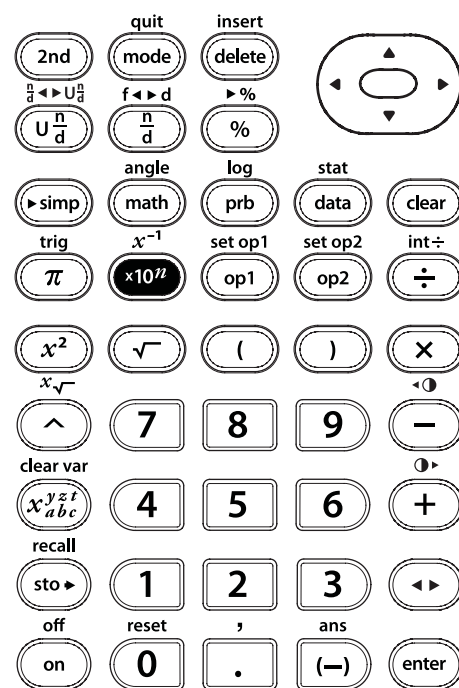 quit insert
2nd mode delete
n/d ◄► U n/d f ◄► d ► %
U n/d n/d %
angle log stat
►simp math prb data clear
trig x⁻¹ set op1 set op2 int÷
π ×10ⁿ op1 op2 ÷
x² √ ( ) ×
ˣ√ ◄◑
^ 7 8 9 −
clear var ◑►
x y z t a b c 4 5 6 +
recall
sto► 1 2 3 ◄►
off reset , ans
on 0 . (−) enter